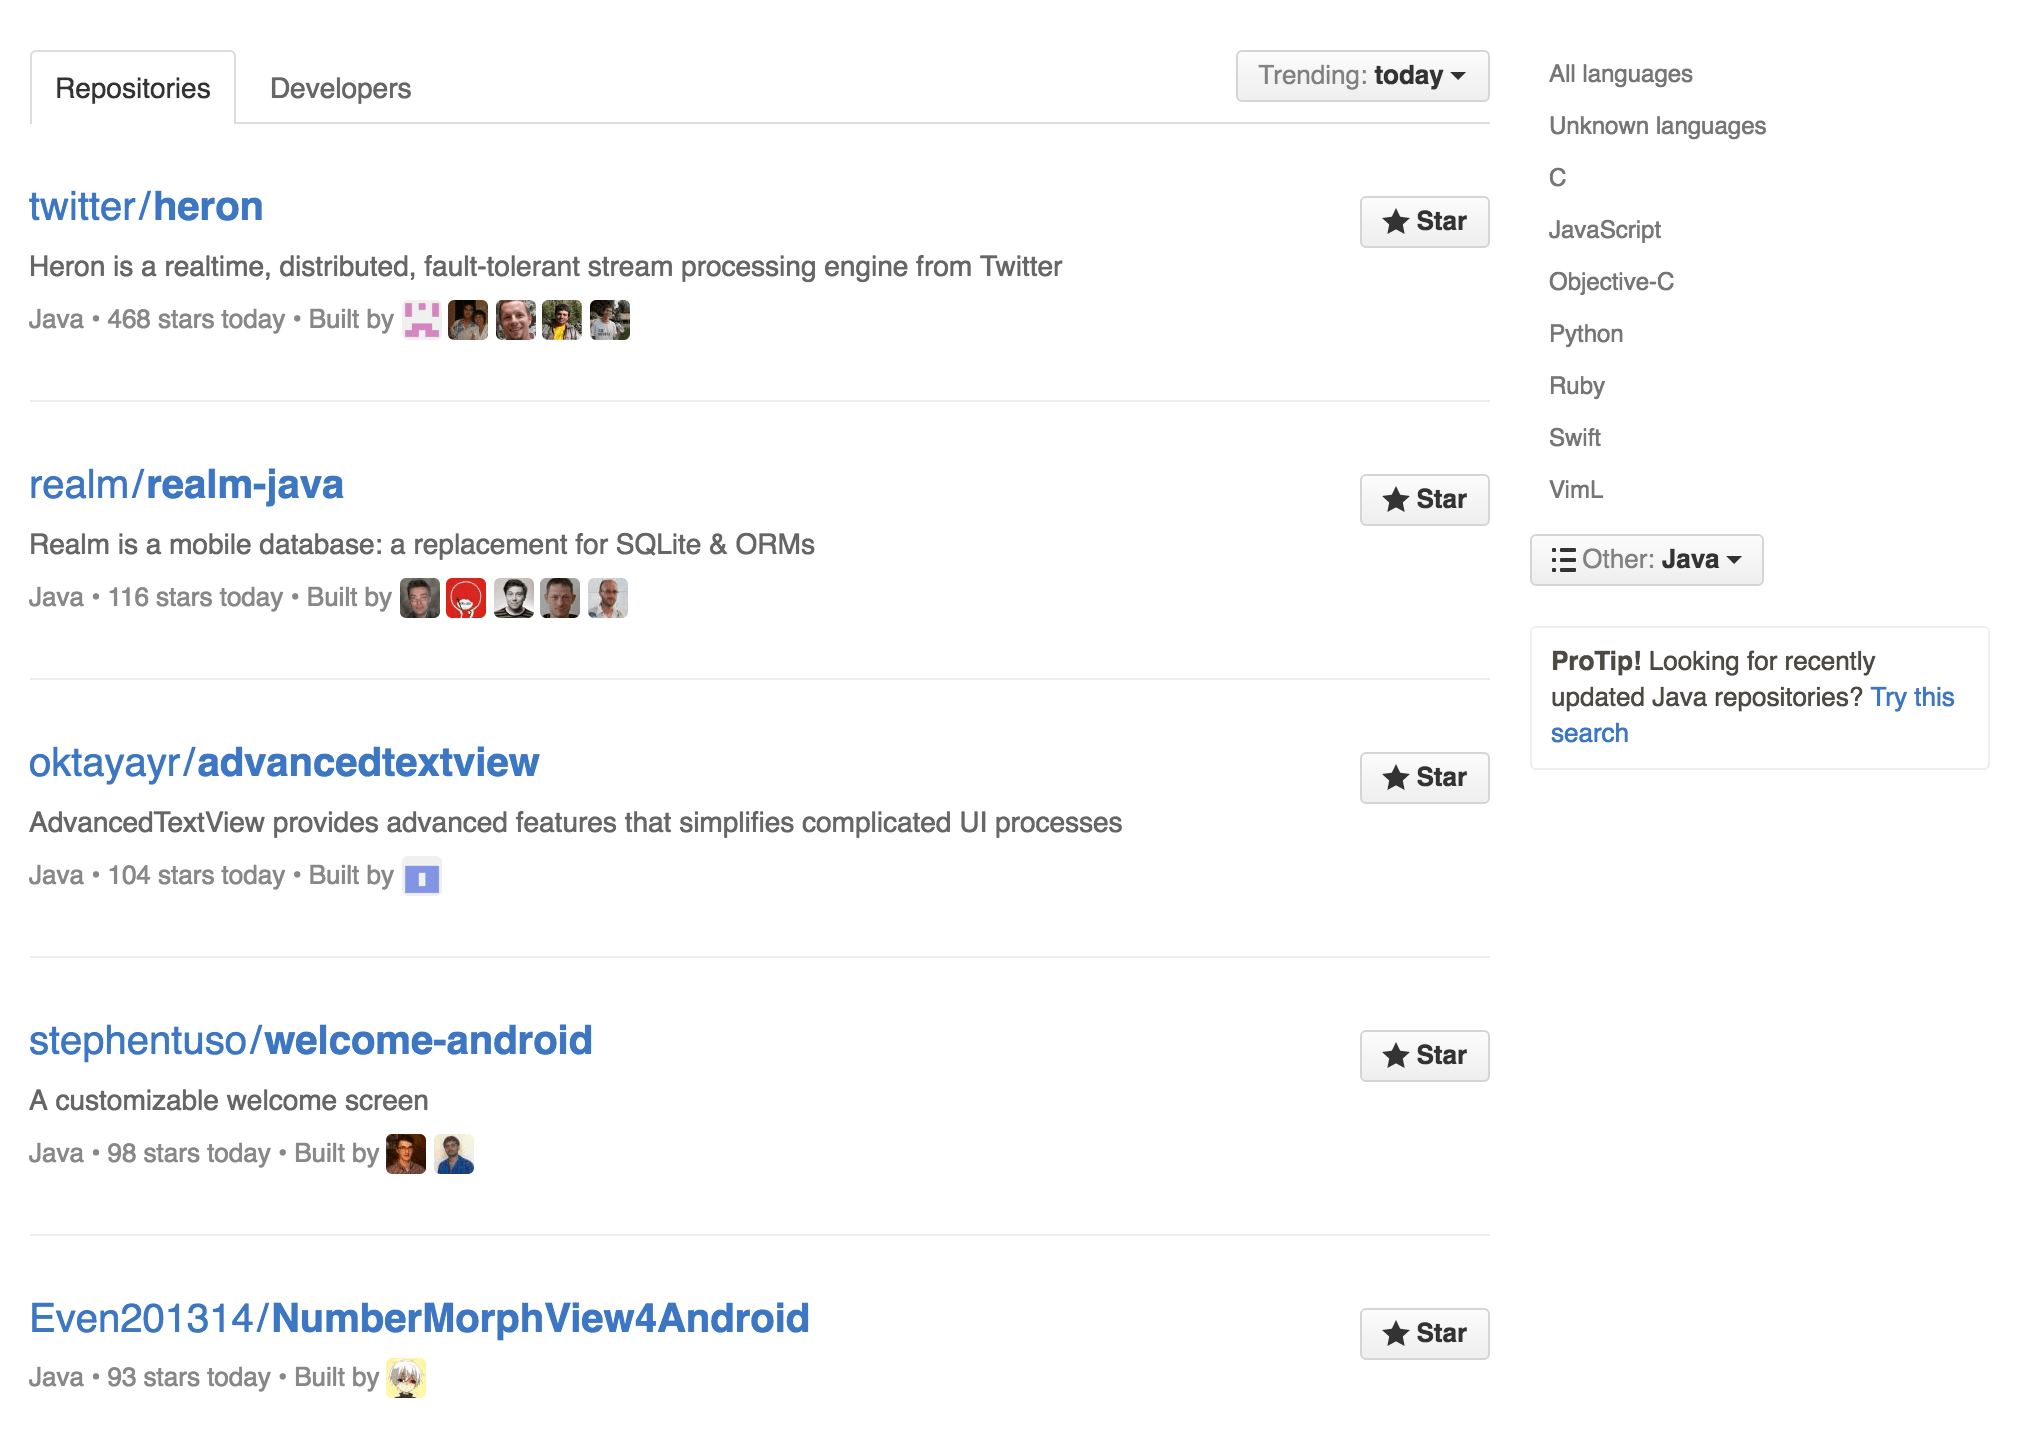 Repositories Developers Trending: today
twitter/heron
Star
Heron is a realtime, distributed, fault-tolerant stream processing engine from Twitter
Java • 468 stars today • Built by
realm/realm-java
Star
Realm is a mobile database: a replacement for SQLite & ORMs
Java • 116 stars today • Built by
oktayayr/advancedtextview
Star
AdvancedTextView provides advanced features that simplifies complicated UI processes
Java • 104 stars today • Built by
stephentuso/welcome-android
Star
A customizable welcome screen
Java • 98 stars today • Built by
Even201314/NumberMorphView4Android
Star
Java • 93 stars today • Built by
All languages
Unknown languages
C
JavaScript
Objective-C
Python
Ruby
Swift
VimL
Other: Java
ProTip! Looking for recently
updated Java repositories? Try this
search